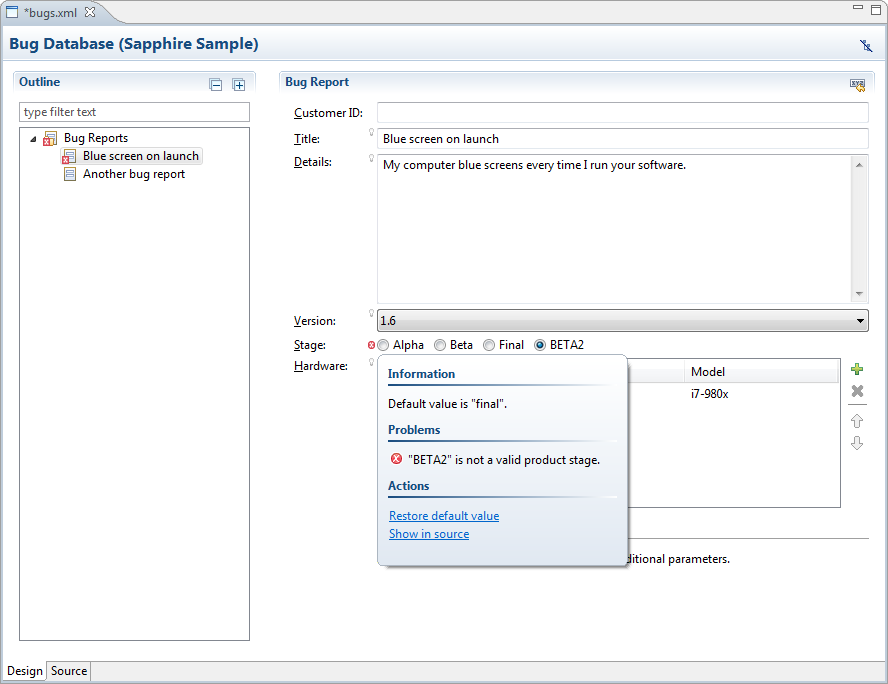 *bugs.xml
Bug Database (Sapphire Sample)
Outline
type filter text
Bug Reports
Blue screen on launch
Another bug report
Bug Report
Customer ID:
Title: Blue screen on launch
Details: My computer blue screens every time I run your software.
Version: 1.6
Stage: Alpha Beta Final BETA2
Hardware: Model
i7-980x
Information
Default value is "final".
Problems
"BETA2" is not a valid product stage.
Actions
Restore default value
Show in source
parameters.
Design Source